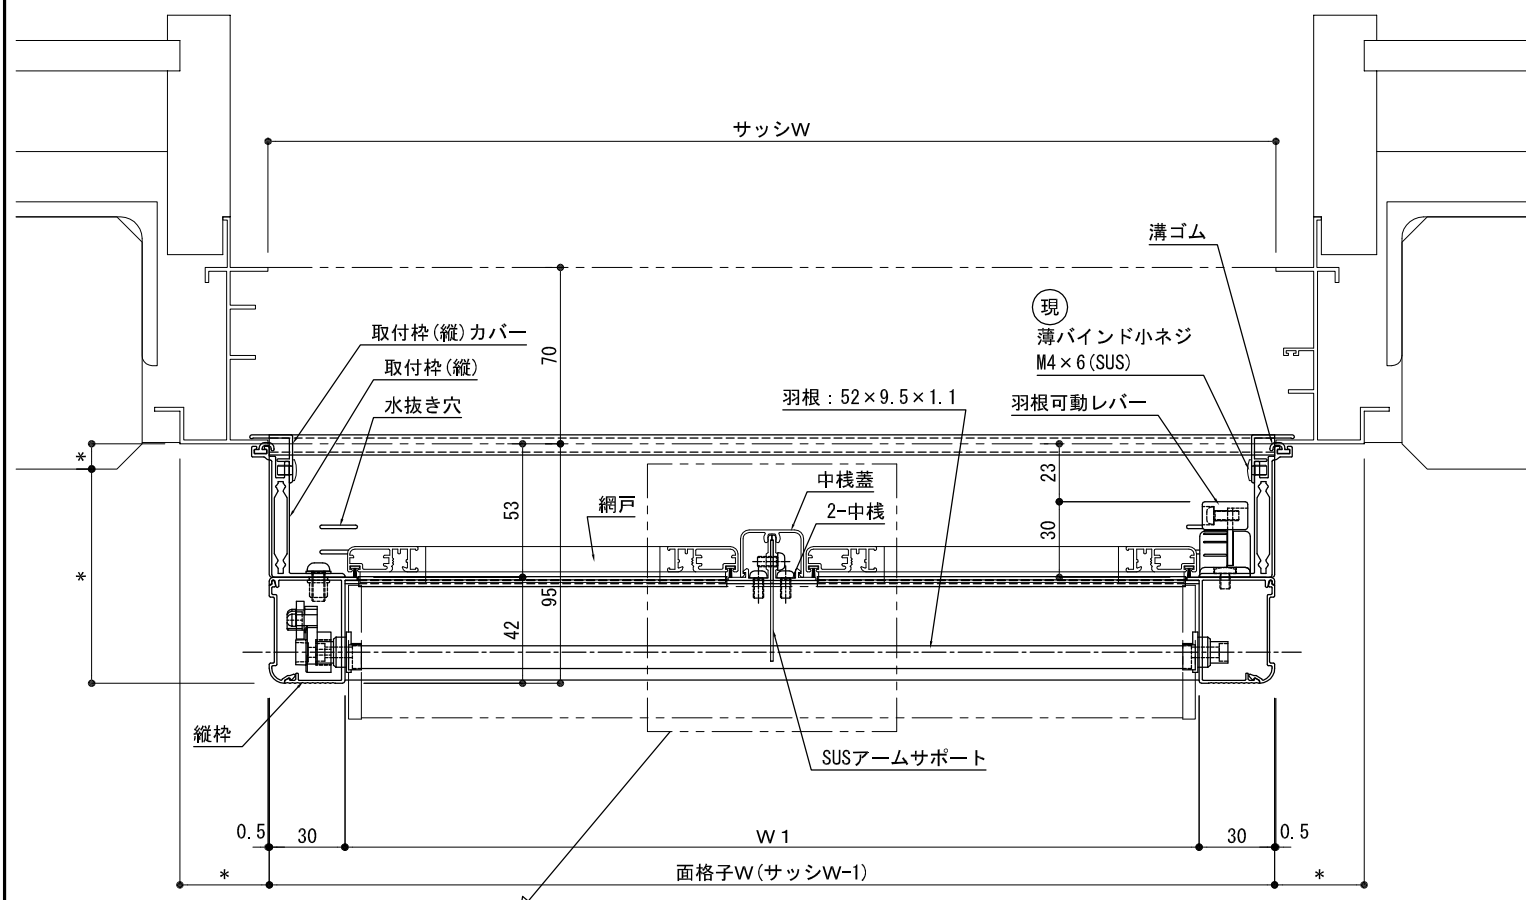 サッシW
溝ゴム
現
薄バインド小ネジ
M4×6(SUS)
取付枠(縦)カバー
70
取付枠(縦)
水抜き穴
羽根:52×9.5×1.1
羽根可動レバー
*
23
中桟蓋
網戸
53
2-中桟
30
*
95
42
縦枠
SUSアームサポート
0.5
30
W1
30
0.5
*
面格子W(サッシW-1)
*